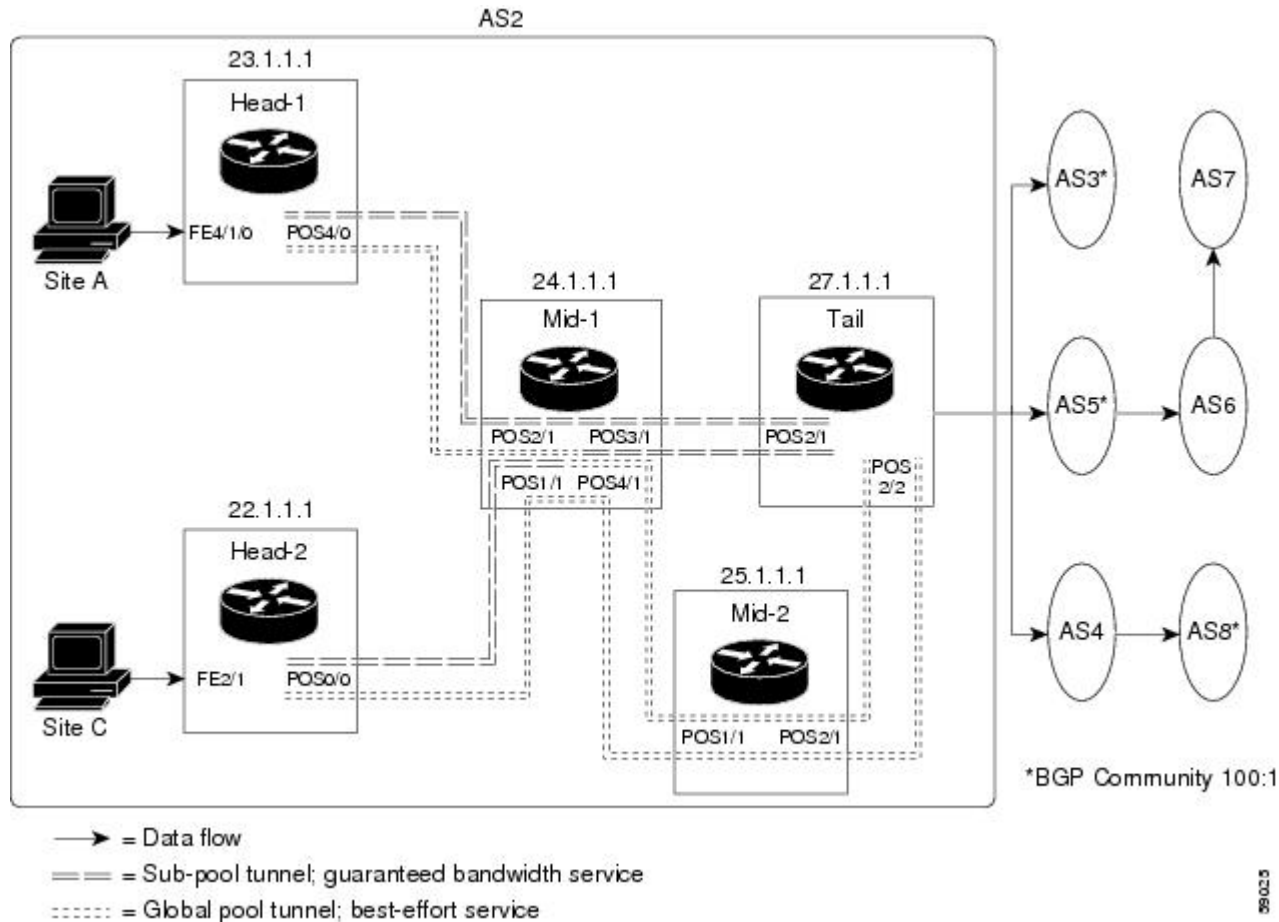 AS2
23.1.1.1
Head-1
FE4/1/0 POS4/0
Site A
24.1.1.1
Mid-1
POS2/1 POS3/1
POS1/1 POS4/1
27.1.1.1
Tail
POS2/1
POS
2/2
22.1.1.1
Head-2
FE2/1 POS0/0
Site C
25.1.1.1
Mid-2
POS1/1 POS2/1
AS3* AS7
AS5* AS6
AS4 AS8*
*BGP Community 100:1
= Data flow
= Sub-pool tunnel; guaranteed bandwidth service
= Global pool tunnel; best-effort service
59025